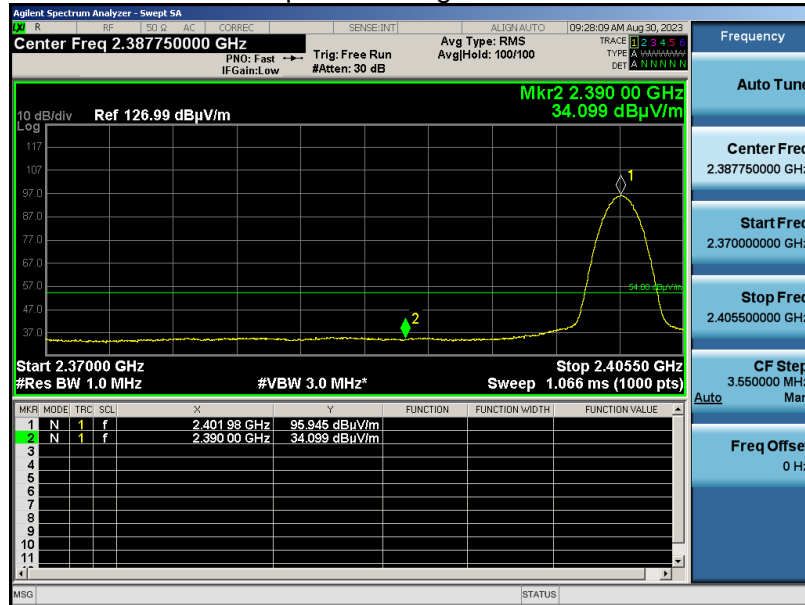 Agilent Spectrum Analyzer - Swept SA
LXI R RF 50 Ω AC CORREC SENSE:INT ALIGN AUTO 09:28:09 AM Aug 30, 2023
Center Freq 2.387750000 GHz
PNO: Fast
IFGain:Low
Trig: Free Run
#Atten: 30 dB
Avg Type: RMS
Avg|Hold: 100/100
TRACE 1 2 3 4 5 6
TYPE A WWWWW
DET A N N N N N
Mkr2 2.390 00 GHz
34.099 dBµV/m
10 dB/div Ref 126.99 dBµV/m
Log
117
107
97.0
87.0
77.0
67.0
57.0
47.0
37.0
1
2
54.00 dBµV/m
Start 2.37000 GHz Stop 2.40550 GHz
#Res BW 1.0 MHz #VBW 3.0 MHz* Sweep 1.066 ms (1000 pts)
MKR MODE TRC SCL X Y FUNCTION FUNCTION WIDTH FUNCTION VALUE
1 N 1 f 2.401 98 GHz 95.945 dBµV/m
2 N 1 f 2.390 00 GHz 34.099 dBµV/m
3
4
5
6
7
8
9
10
11
MSG STATUS
Frequency
Auto Tune
Center Freq
2.387750000 GHz
Start Freq
2.370000000 GHz
Stop Freq
2.405500000 GHz
CF Step
3.550000 MHz
Auto Man
Freq Offset
0 Hz